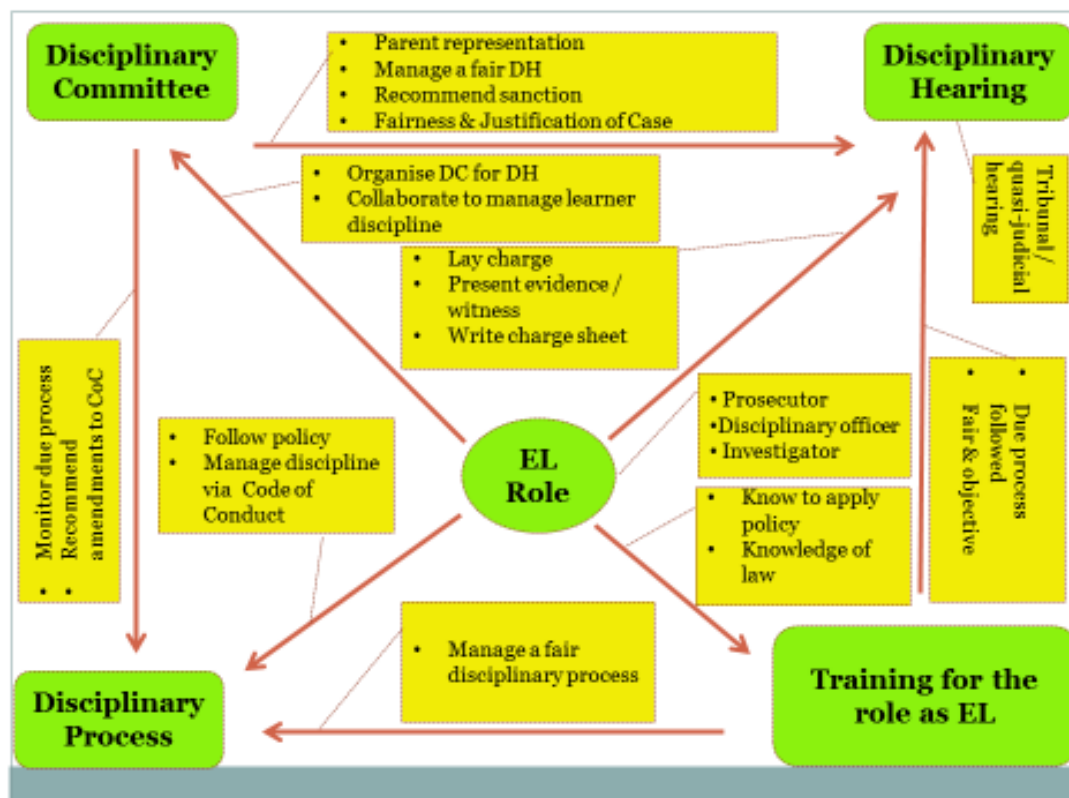 Disciplinary
Committee
• Parent representation
• Manage a fair DH
• Recommend sanction
• Fairness & Justification of Case
Disciplinary
Hearing
• Organise DC for DH
• Collaborate to manage learner
discipline
Tribunal/
quasi-judicial
hearing
• Lay charge
• Present evidence /
witness
• Write charge sheet
• Monitor due process
• Recommend
amendments to CoC
• Follow policy
• Manage discipline
via Code of
Conduct
EL
Role
• Prosecutor
•Disciplinary officer
• Investigator
• Know to apply
policy
• Knowledge of
law
• Due process
followed
• Fair & objective
• Manage a fair
disciplinary process
Disciplinary
Process
Training for the
role as EL